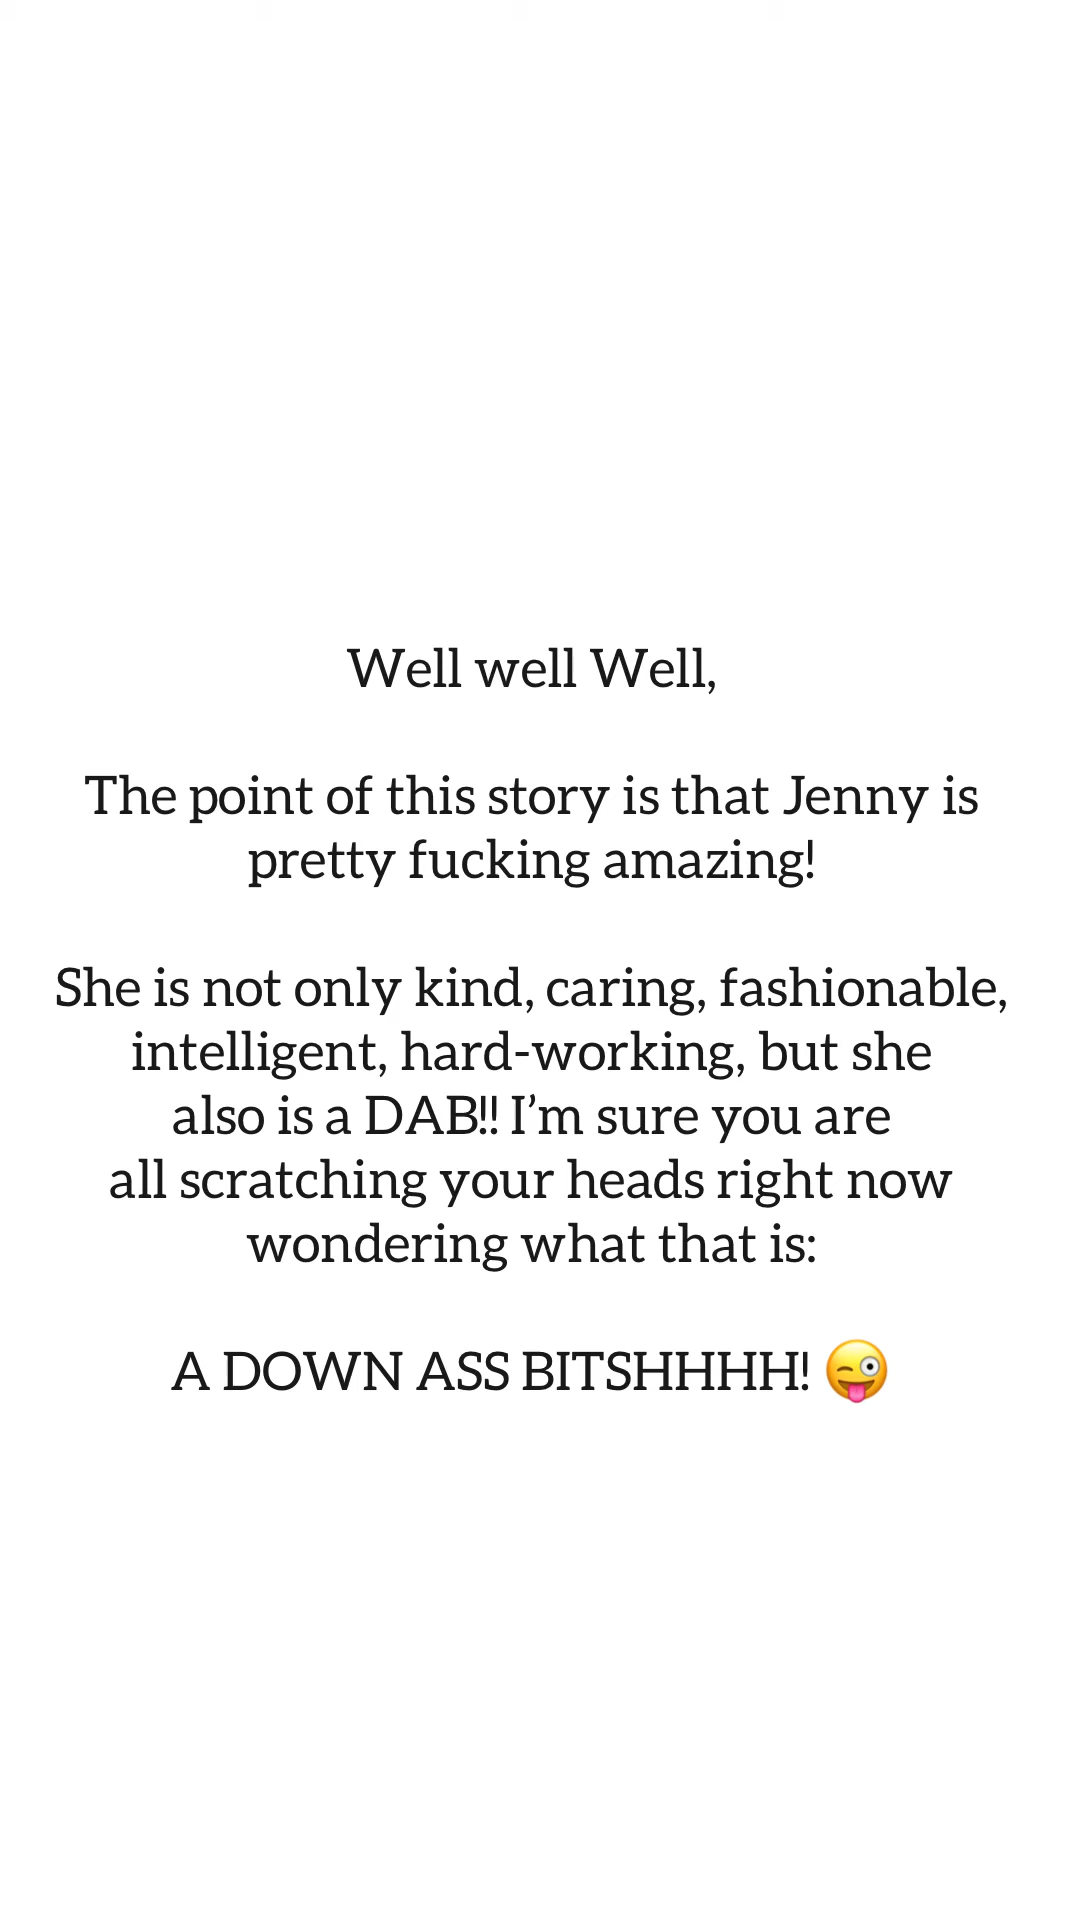 Well well Well,
The point of this story is that Jenny is
pretty fucking amazing!
She is not only kind, caring, fashionable,
intelligent, hard-working, but she
also is a DAB!! I’m sure you are
all scratching your heads right now
wondering what that is:
A DOWN ASS BITSHHHH! 😜